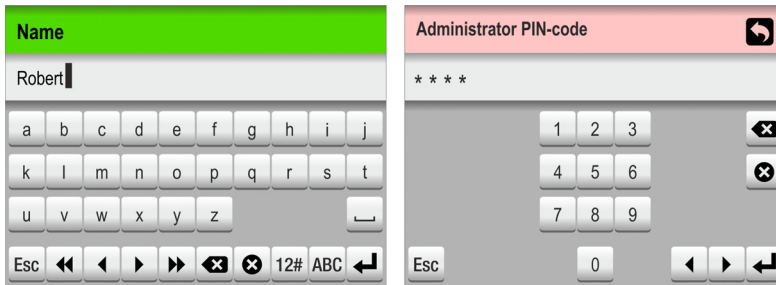 Name
Robert
a b c d e f g h i j
k l m n o p q r s t
u v w x y z
Esc 12# ABC
Administrator PIN-code
* * * *
1 2 3
4 5 6
7 8 9
Esc 0